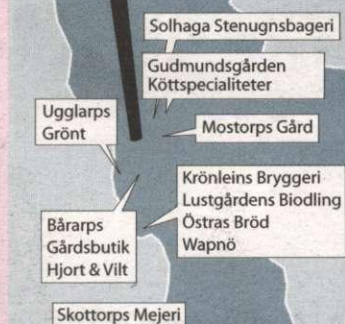 Solhaga Stenugnsbageri
Gudmundsgården
Köttspecialiteter
Ugglarps
Grönt
Mostorps Gård
Krönleins Bryggeri
Lustgårdens Biodling
Östras Bröd
Wapnö
Bårarps
Gårdsbutik
Hjort & Vilt
Skottorps Mejeri